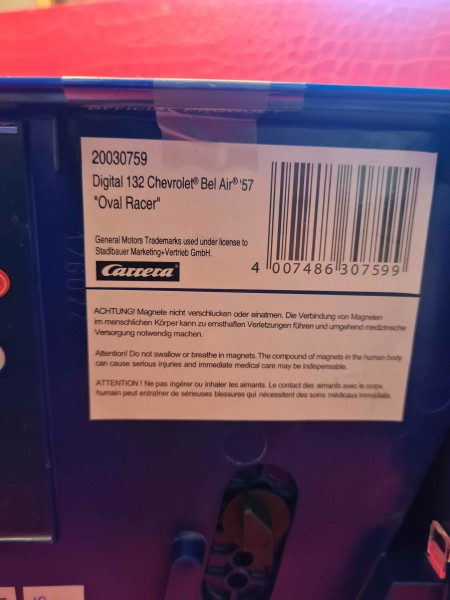 20030759
Digital 132 Chevrolet® Bel Air® '57
"Oval Racer"
General Motors Trademarks used under license to
Stadlbauer Marketing+Vertrieb GmbH.
Carrera
4 007486 307599
ACHTUNG! Magnete nicht verschlucken oder einatmen. Die Verbindung von Magneten
im menschlichen Körper kann zu ernsthaften Verletzungen führen und umgehend medizinische
Versorgung notwendig machen.
Attention! Do not swallow or breathe in magnets. The compound of magnets in the human body
can cause serious injuries and immediate medical care may be indispensable.
ATTENTION ! Ne pas ingérer ou inhaler les aimants. Le contact des aimants avec le corps
humain peut entraîner de sérieuses blessures qui nécessitent des soins médicaux immédiats.